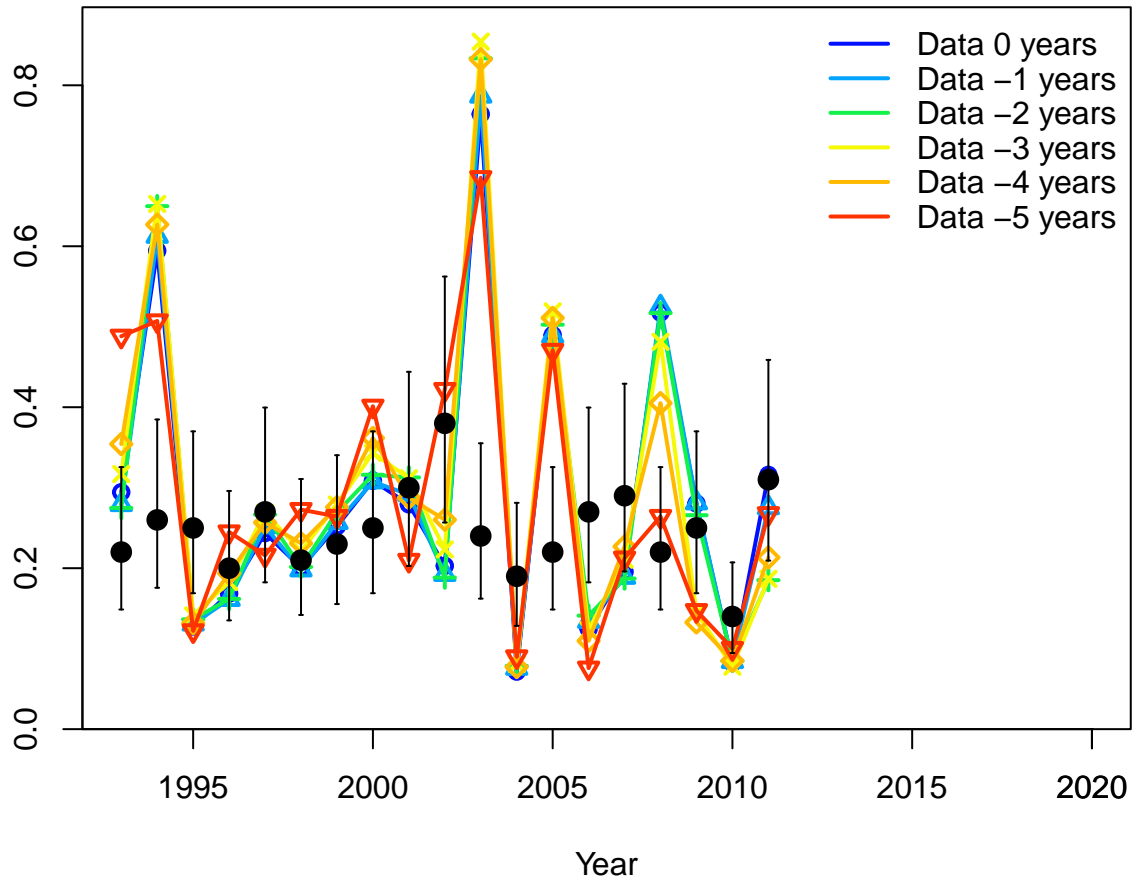 Data 0 years
Data −1 years
Data −2 years
Data −3 years
Data −4 years
Data −5 years
0.8
0.6
0.4
0.2
0.0
1995 2000 2005 2010 2015 2020
Year